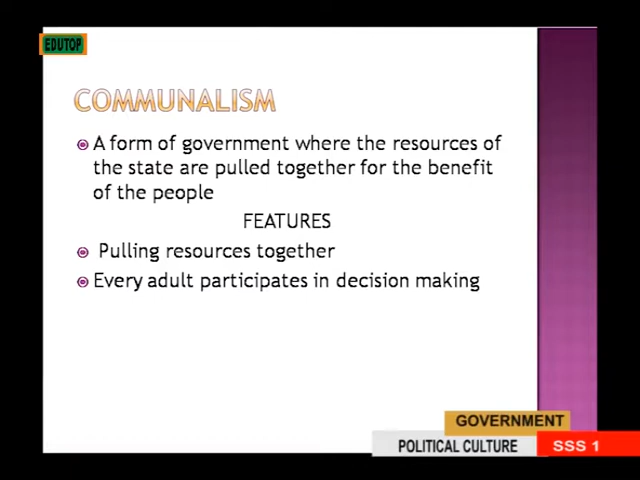 EDUTOP
COMMUNALISM
A form of government where the resources of
the state are pulled together for the benefit
of the people
FEATURES
Pulling resources together
Every adult participates in decision making
GOVERNMENT
POLITICAL CULTURE
SSS 1